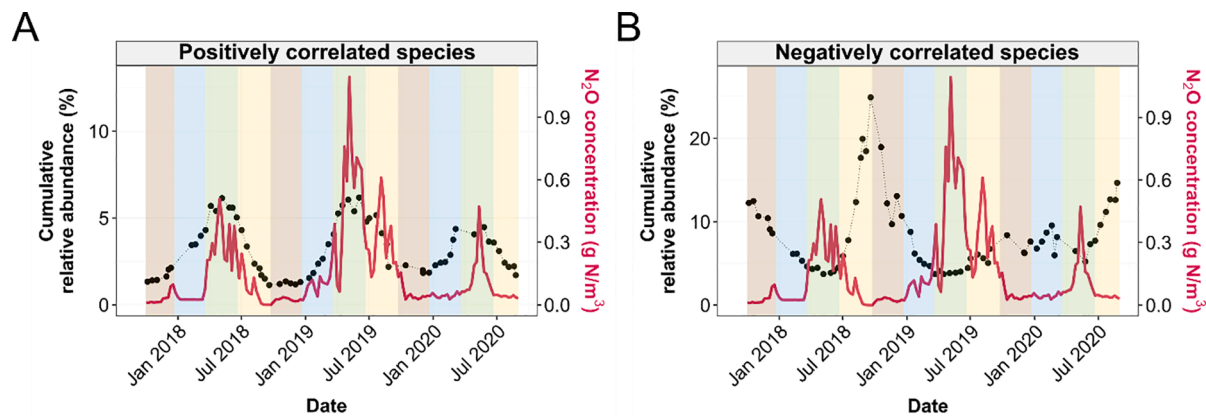 A
Positively correlated species
Cumulative
relative abundance (%)
10
5
0
0.9
0.6
0.3
0.0
N₂O concentration (g N/m³)
Jan 2018
Jul 2018
Jan 2019
Jul 2019
Jan 2020
Jul 2020
Date
B
Negatively correlated species
Cumulative
relative abundance (%)
20
10
0
0.9
0.6
0.3
0.0
N₂O concentration (g N/m³)
Jan 2018
Jul 2018
Jan 2019
Jul 2019
Jan 2020
Jul 2020
Date